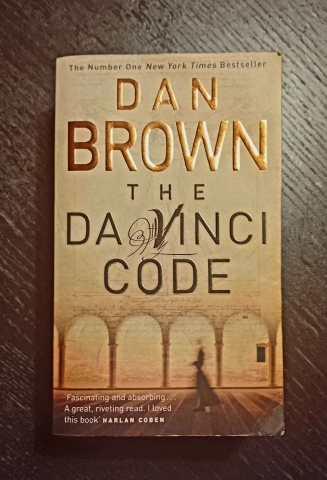 The Number One New York Times Bestseller
DAN
BROWN
THE
DA VINCI
CODE
'Fascinating and absorbing...
A great, riveting read. I loved
this book' HARLAN COBEN